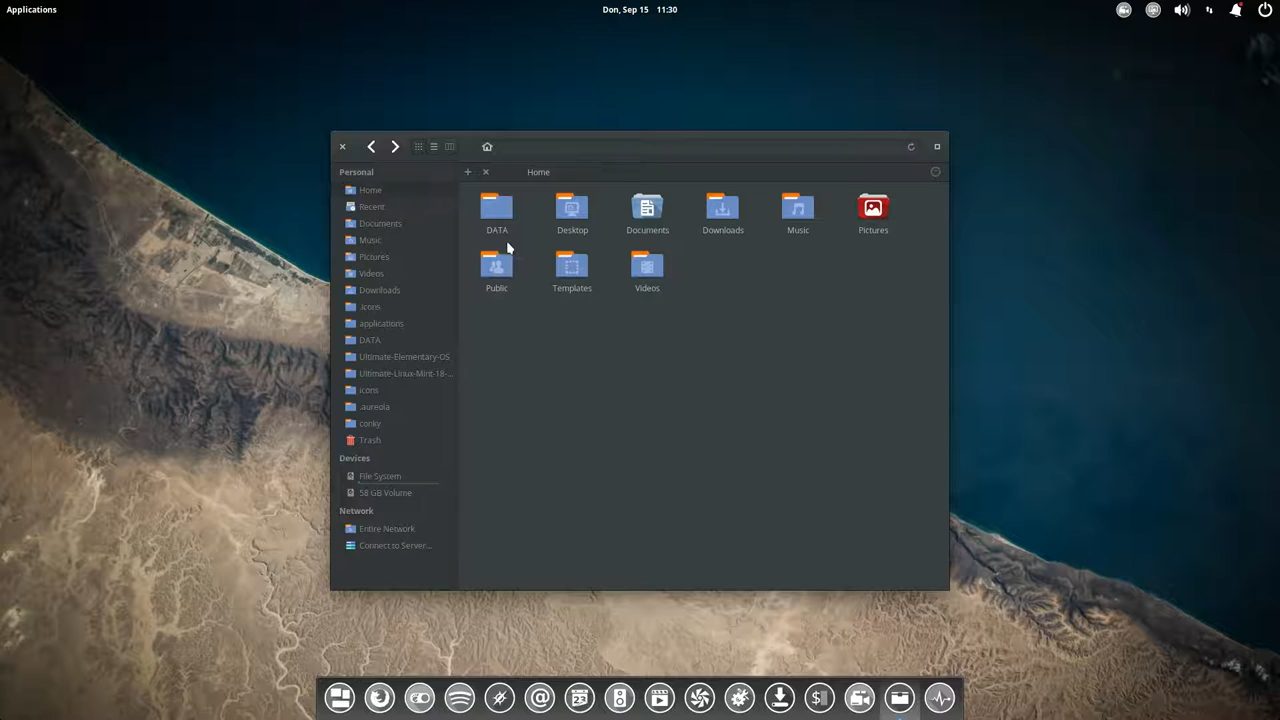 Applications
Don, Sep 15 11:30
Personal
Home
Home
Recent
Documents
Music
Pictures
Videos
Downloads
.icons
applications
DATA
Ultimate-Elementary-OS
Ultimate-Linux-Mint-18-...
icons
.aureola
conky
Trash
Devices
File System
58 GB Volume
Network
Entire Network
Connect to Server...
DATA
Desktop
Documents
Downloads
Music
Pictures
Public
Templates
Videos